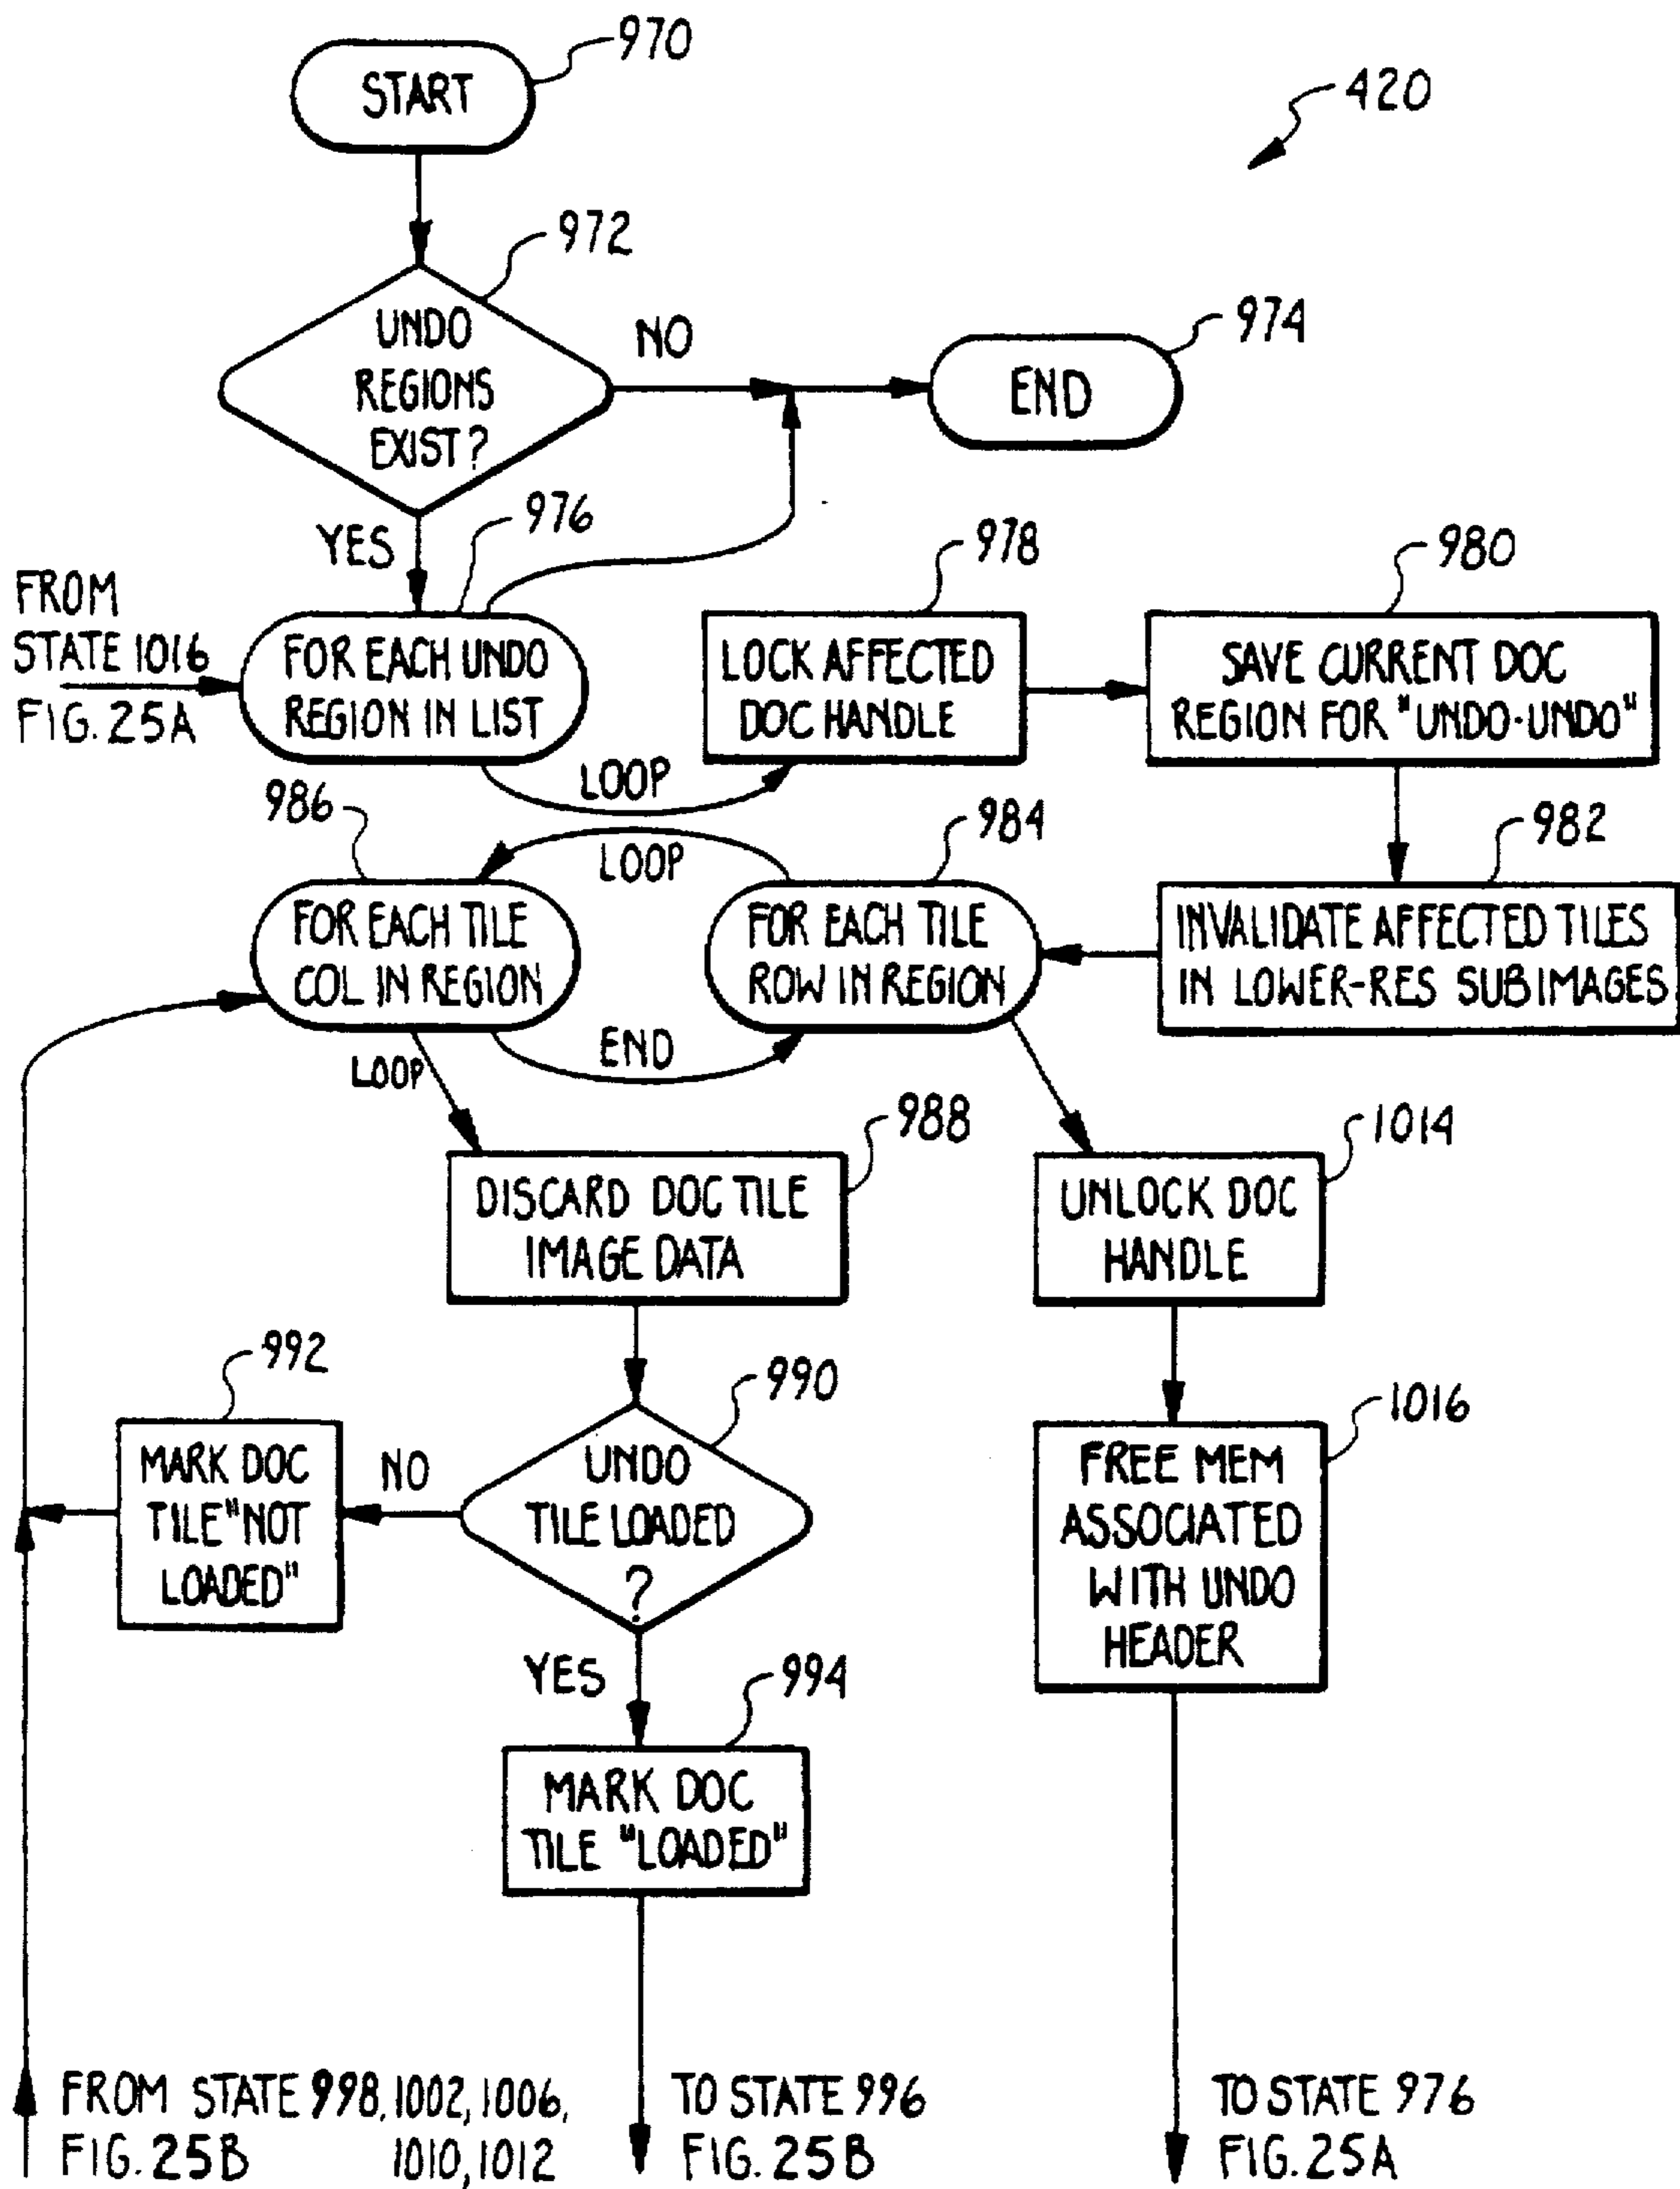 970
START
420
972
UNDO
REGIONS
EXIST?
NO
974
END
YES
976
FROM
STATE 1016
FIG. 25A
FOR EACH UNDO
REGION IN LIST
978
LOCK AFFECTED
DOC HANDLE
980
SAVE CURRENT DOC
REGION FOR "UNDO-UNDO"
LOOP
986
FOR EACH TILE
COL IN REGION
LOOP
984
FOR EACH TILE
ROW IN REGION
982
INVALIDATE AFFECTED TILES
IN LOWER-RES SUBIMAGES
LOOP
END
988
DISCARD DOC TILE
IMAGE DATA
1014
UNLOCK DOC
HANDLE
992
MARK DOC
TILE "NOT
LOADED"
NO
990
UNDO
TILE LOADED
?
1016
FREE MEM
ASSOCIATED
WITH UNDO
HEADER
YES
994
MARK DOC
TILE "LOADED"
FROM STATE 998, 1002, 1006,
FIG. 25B 1010, 1012
TO STATE 996
FIG. 25B
TO STATE 976
FIG. 25A